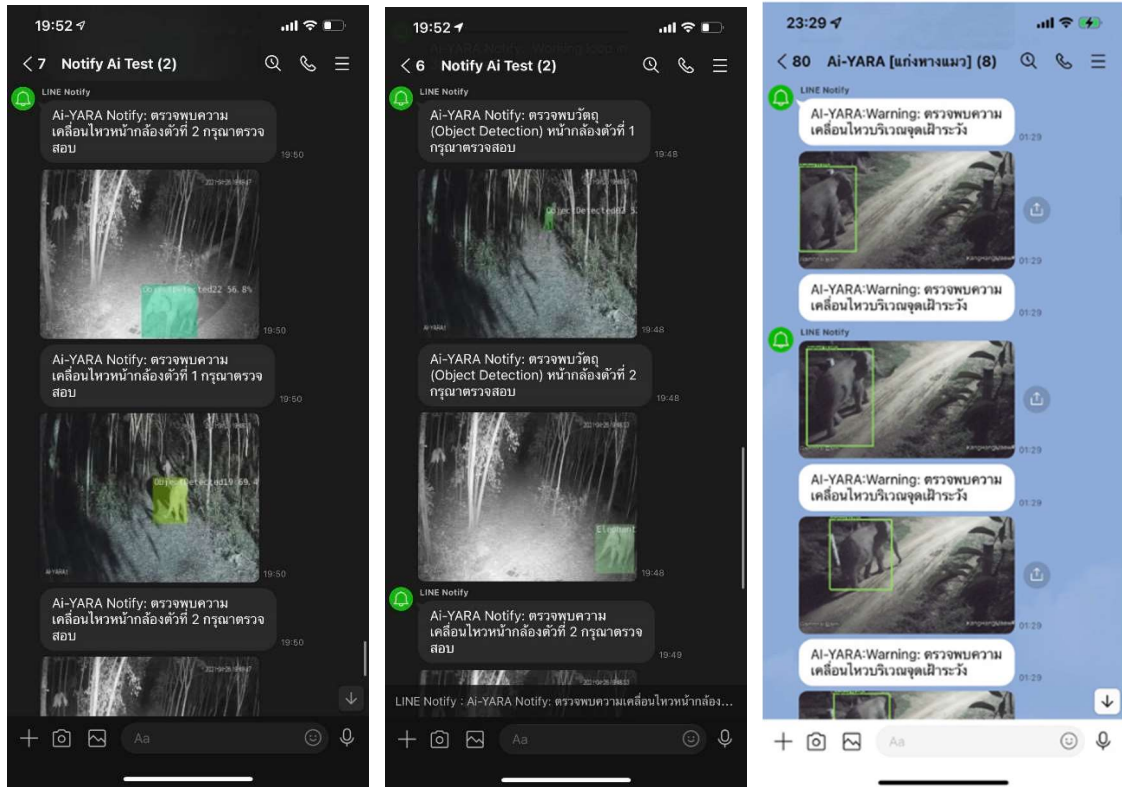 19:52
7 Notify Ai Test (2)
LINE Notify
Ai-YARA Notify: ตรวจพบความ
เคลื่อนไหวหน้ากล้องตัวที่ 2 กรุณาตรวจ
สอบ
19:50
ObjectDetected22 56.8%
19:50
Ai-YARA Notify: ตรวจพบความ
เคลื่อนไหวหน้ากล้องตัวที่ 1 กรุณาตรวจ
สอบ
19:50
ObjectDetected19 69.4
19:50
Ai-YARA Notify: ตรวจพบความ
เคลื่อนไหวหน้ากล้องตัวที่ 2 กรุณาตรวจ
สอบ
19:50
Aa
19:52
6 Notify Ai Test (2)
LINE Notify
Ai-YARA Notify: ตรวจพบวัตถุ
(Object Detection) หน้ากล้องตัวที่ 1
กรุณาตรวจสอบ
19:48
19:48
Ai-YARA Notify: ตรวจพบวัตถุ
(Object Detection) หน้ากล้องตัวที่ 2
กรุณาตรวจสอบ
19:48
Elephant
19:48
LINE Notify
Ai-YARA Notify: ตรวจพบความ
เคลื่อนไหวหน้ากล้องตัวที่ 2 กรุณาตรวจ
สอบ
19:49
LINE Notify : Ai-YARA Notify: ตรวจพบความเคลื่อนไหวหน้ากล้อง...
Aa
23:29
80 Ai-YARA [แก่งหางแมว] (8)
LINE Notify
AI-YARA:Warning: ตรวจพบความ
เคลื่อนไหวบริเวณจุดเฝ้าระวัง
01:29
01:29
AI-YARA:Warning: ตรวจพบความ
เคลื่อนไหวบริเวณจุดเฝ้าระวัง
01:29
LINE Notify
01:29
AI-YARA:Warning: ตรวจพบความ
เคลื่อนไหวบริเวณจุดเฝ้าระวัง
01:29
01:29
AI-YARA:Warning: ตรวจพบความ
เคลื่อนไหวบริเวณจุดเฝ้าระวัง
01:29
Aa